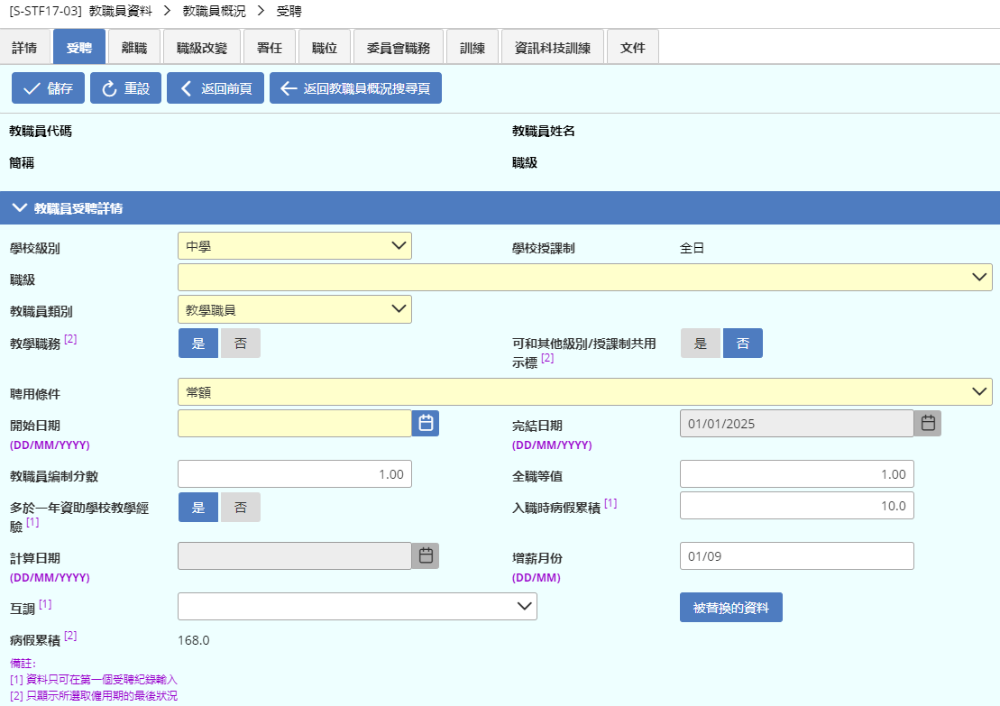 [S-STF17-03] 教職員資料 > 教職員概況 > 受聘
詳情 受聘 離職 職級改變 署任 職位 委員會職務 訓練 資訊科技訓練 文件
儲存 重設 返回前頁 返回教職員概況搜尋頁
教職員代碼 教職員姓名
簡稱 職級
教職員受聘詳情
學校級別 中學 學校授課制 全日
職級
教職員類別 教學職員
教學職務 [2] 是 否 可和其他級別/授課制共用
示標 [2] 是 否
聘用條件 常額
開始日期 完結日期 01/01/2025
(DD/MM/YYYY) (DD/MM/YYYY)
教職員編制分數 1.00 全職等值 1.00
多於一年資助學校教學經
驗 [1] 是 否 入職時病假累積 [1] 10.0
計算日期 增薪月份 01/09
(DD/MM/YYYY) (DD/MM)
互調 [1] 被替換的資料
病假累積 [2] 168.0
備註:
[1] 資料只可在第一個受聘紀錄輸入
[2] 只顯示所選取僱用期的最後狀況